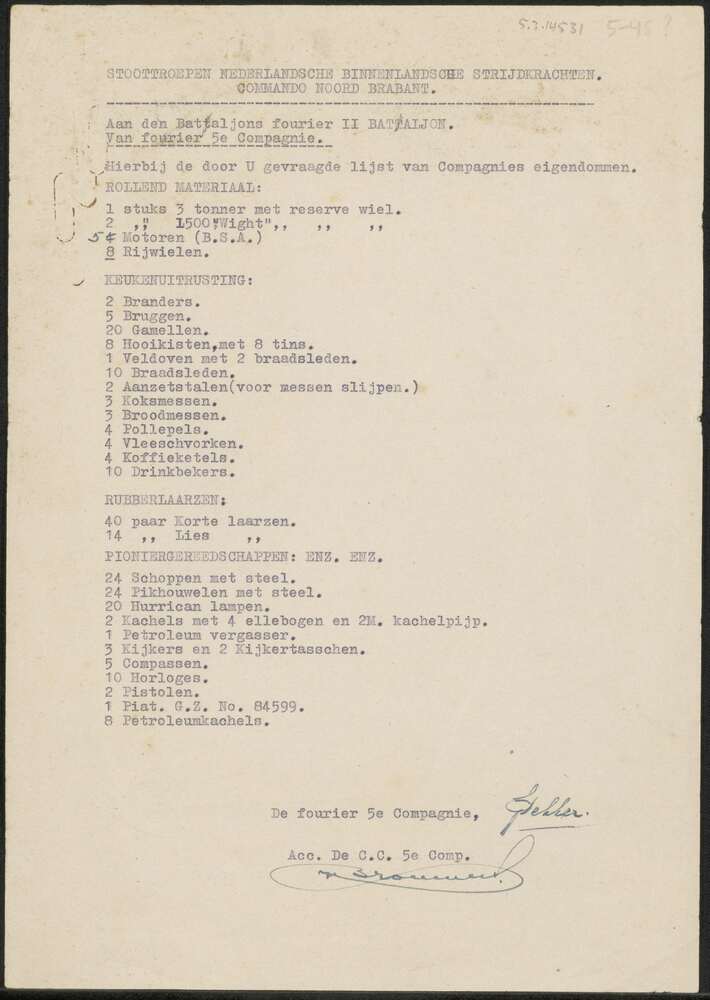 5.3.14531 5-45?
STOOTTROEPEN NEDERLANDSCHE BINNENLANDSCHE STRIJDKRACHTEN.
COMMANDO NOORD BRABANT.
Aan den Battaljons fourier II BATTALJON.
Van fourier 5e Compagnie.
Hierbij de door U gevraagde lijst van Compagnies eigendommen.
ROLLEND MATERIAAL:
1 stuks 3 tonner met reserve wiel.
2 ,," 1500"Wight",, ,, ,,
5 4 Motoren (B.S.A.)
8 Rijwielen.
KEUKENUITRUSTING:
2 Branders.
5 Bruggen.
20 Gamellen.
8 Hooikisten,met 8 tins.
1 Veldoven met 2 braadsleden.
10 Braadsleden.
2 Aanzetstalen(voor messen slijpen.)
3 Koksmessen.
3 Broodmessen.
4 Pollepels.
4 Vleeschvorken.
4 Koffieketels.
10 Drinkbekers.
RUBBERLAARZEN:
40 paar Korte laarzen.
14 ,, Lies ,,
PIONIERGEREEDSCHAPPEN: ENZ. ENZ.
24 Schoppen met steel.
24 Pikhouwelen met steel.
20 Hurrican lampen.
2 Kachels met 4 ellebogen en 2M. kachelpijp.
1 Petroleum vergasser.
3 Kijkers en 2 Kijkertasschen.
5 Compassen.
10 Horloges.
2 Pistolen.
1 Piat. G.Z. No. 84599.
8 Petroleumkachels.
De fourier 5e Compagnie,
Acc. De C.C. 5e Comp.